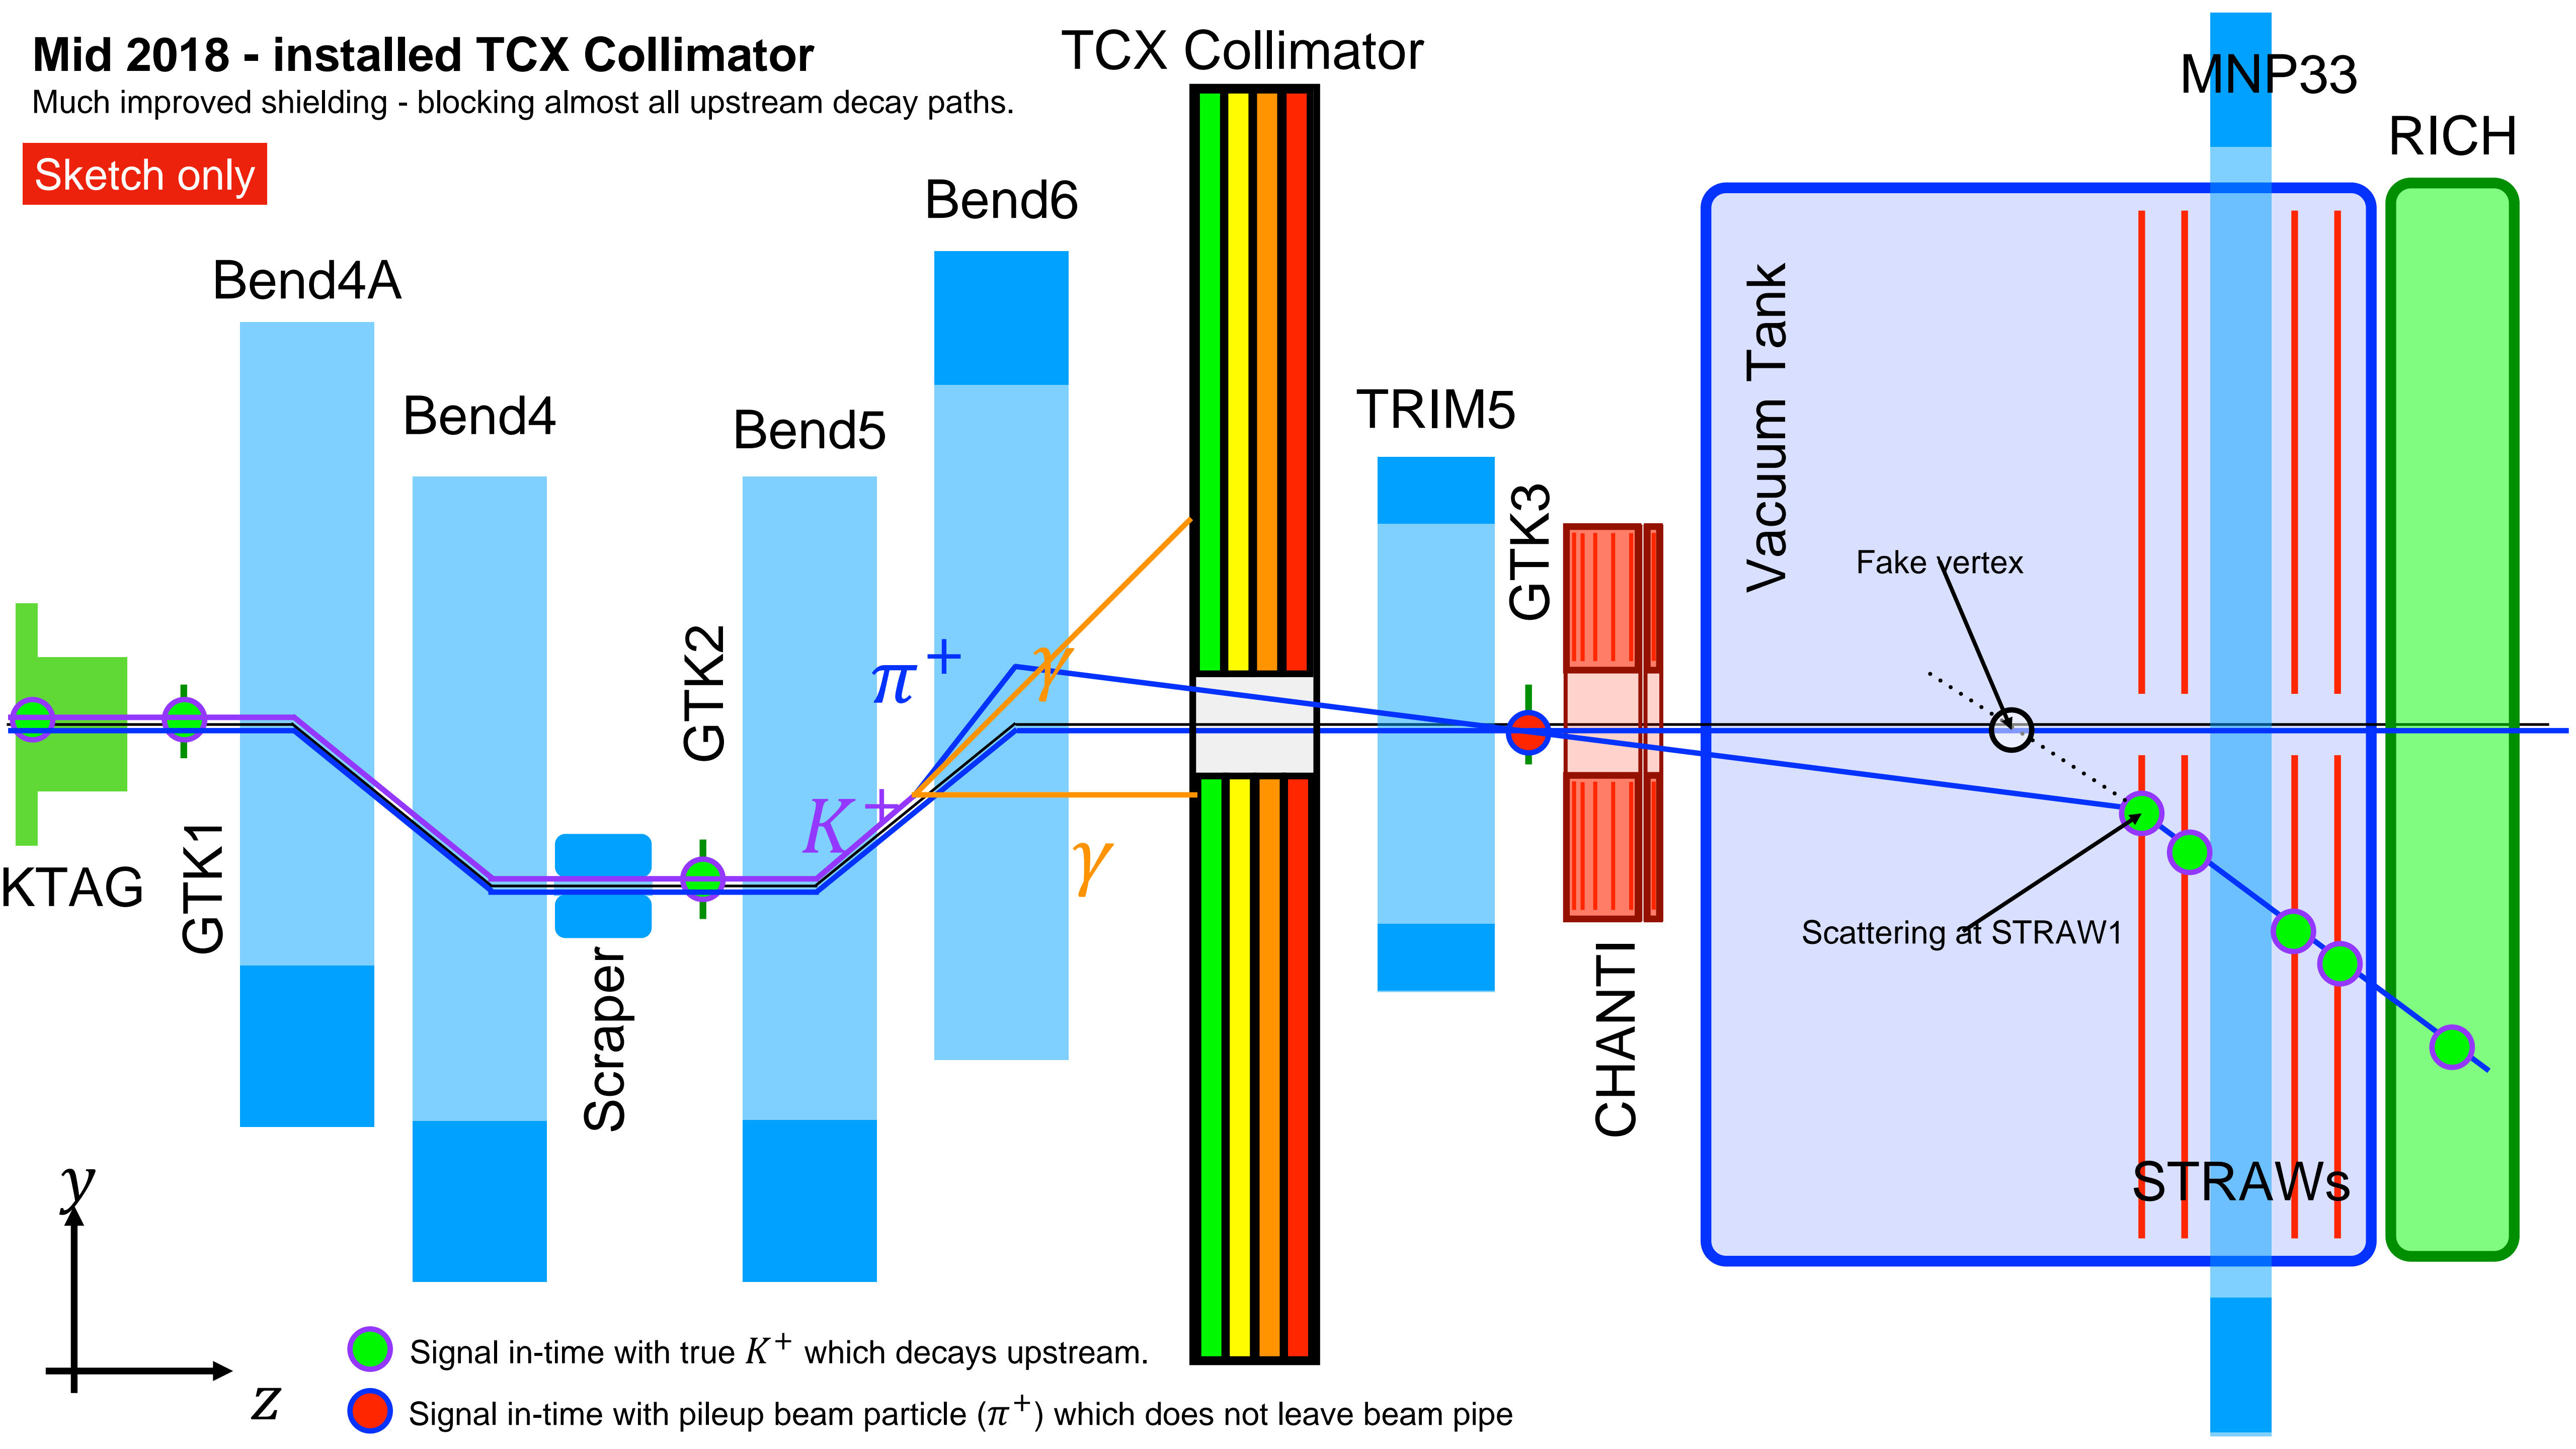 Mid 2018 - installed TCX Collimator
Much improved shielding - blocking almost all upstream decay paths.
Sketch only
TCX Collimator
MNP33
RICH
Bend6
Bend4A
Bend4
Bend5
TRIM5
GTK3
Vacuum Tank
Fake vertex
GTK2
π⁺
γ
K⁺
γ
KTAG
GTK1
Scraper
CHANTI
Scattering at STRAW1
STRAWs
y
z
Signal in-time with true K⁺ which decays upstream.
Signal in-time with pileup beam particle (π⁺) which does not leave beam pipe